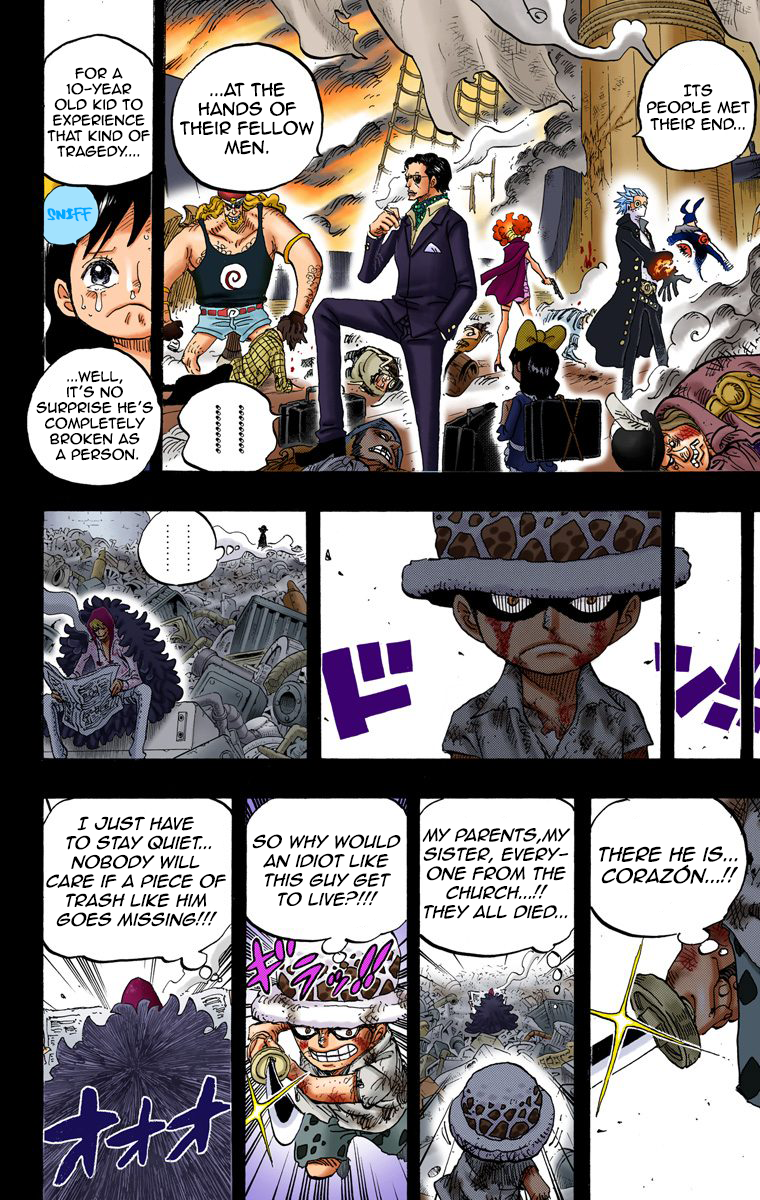 ITS
PEOPLE MET
THEIR END...
...AT THE
HANDS OF
THEIR FELLOW
MEN.
FOR A
10-YEAR
OLD KID TO
EXPERIENCE
THAT KIND OF
TRAGEDY....
SNIFF
...WELL,
IT'S NO
SURPRISE HE'S
COMPLETELY
BROKEN AS
A PERSON.
ドン!!
THERE HE IS...
CORAZÓN...!!
MY PARENTS,MY
SISTER, EVERY-
ONE FROM THE
CHURCH....!!
THEY ALL DIED...
SO WHY WOULD
AN IDIOT LIKE
THIS GUY GET
TO LIVE?!!!
ギラッ!!
I JUST HAVE
TO STAY QUIET...
NOBODY WILL
CARE IF A PIECE OF
TRASH LIKE HIM
GOES MISSING!!!
オオオ